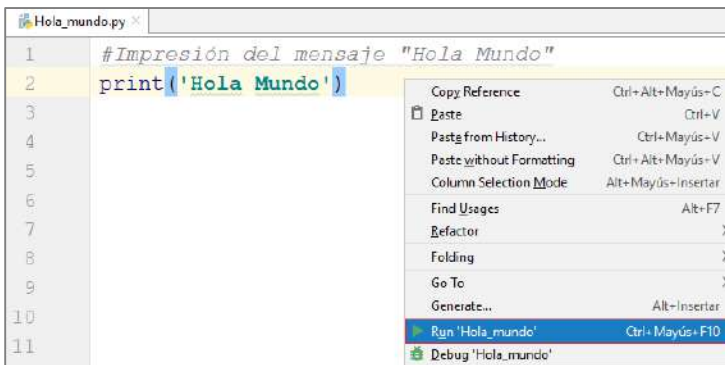 Hola_mundo.py
1 #Impresión del mensaje "Hola Mundo"
2 print('Hola Mundo')
3
4
5
6
7
8
9
10
11
Copy Reference Ctrl+Alt+Mayús+C
Paste Ctrl+V
Paste from History... Ctrl+Mayús+V
Paste without Formatting Ctrl+Alt+Mayús+V
Column Selection Mode Alt+Mayús+Insertar
Find Usages Alt+F7
Refactor
Folding
Go To
Generate... Alt+Insertar
Run 'Hola_mundo' Ctrl+Mayús+F10
Debug 'Hola_mundo'